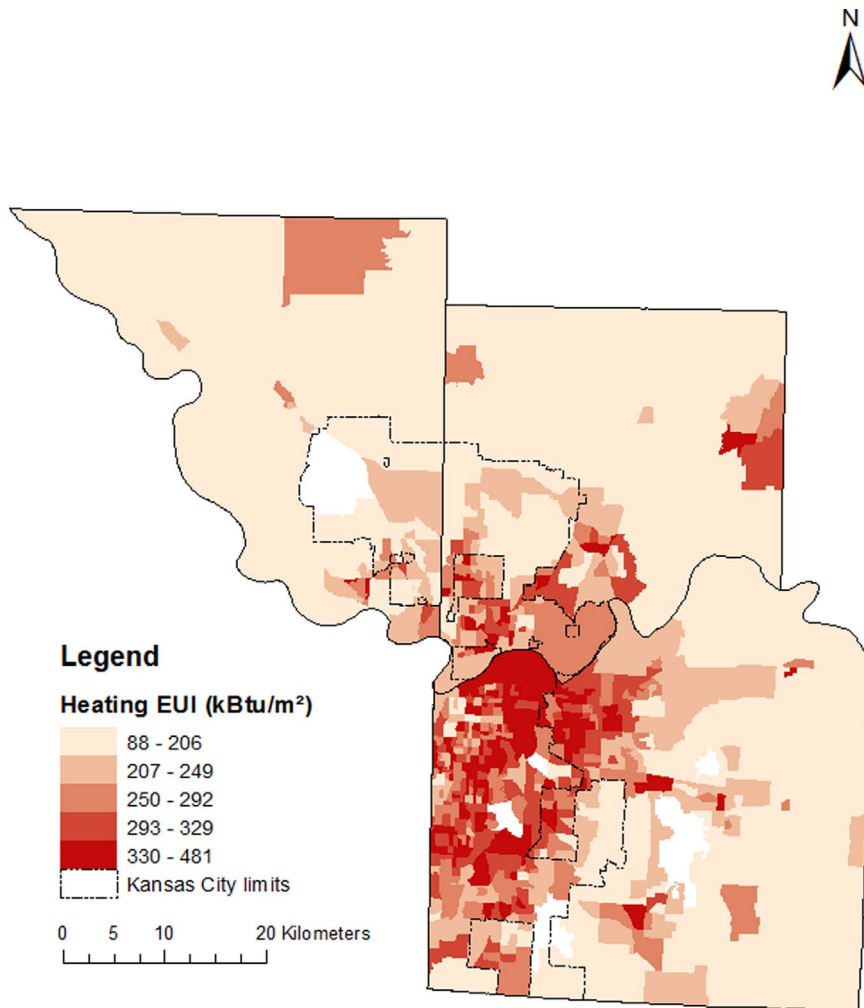 N
Legend
Heating EUI (kBtu/m²)
88 - 206
207 - 249
250 - 292
293 - 329
330 - 481
Kansas City limits
0 5 10 20 Kilometers